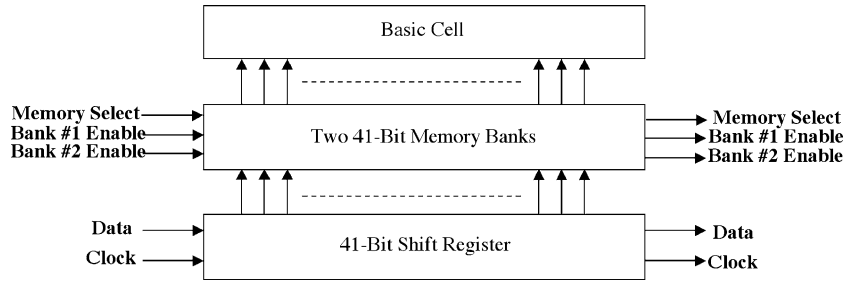 Basic Cell
Memory Select
Bank #1 Enable
Bank #2 Enable
Two 41-Bit Memory Banks
Memory Select
Bank #1 Enable
Bank #2 Enable
Data
Clock
41-Bit Shift Register
Data
Clock